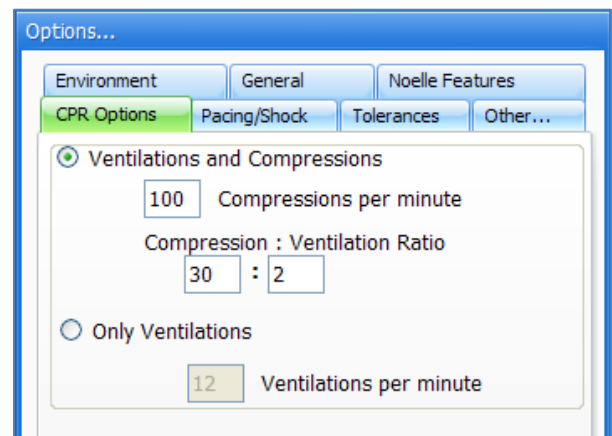 Options...
Environment General Noelle Features
CPR Options Pacing/Shock Tolerances Other...
Ventilations and Compressions
100 Compressions per minute
Compression : Ventilation Ratio
30 : 2
Only Ventilations
12 Ventilations per minute